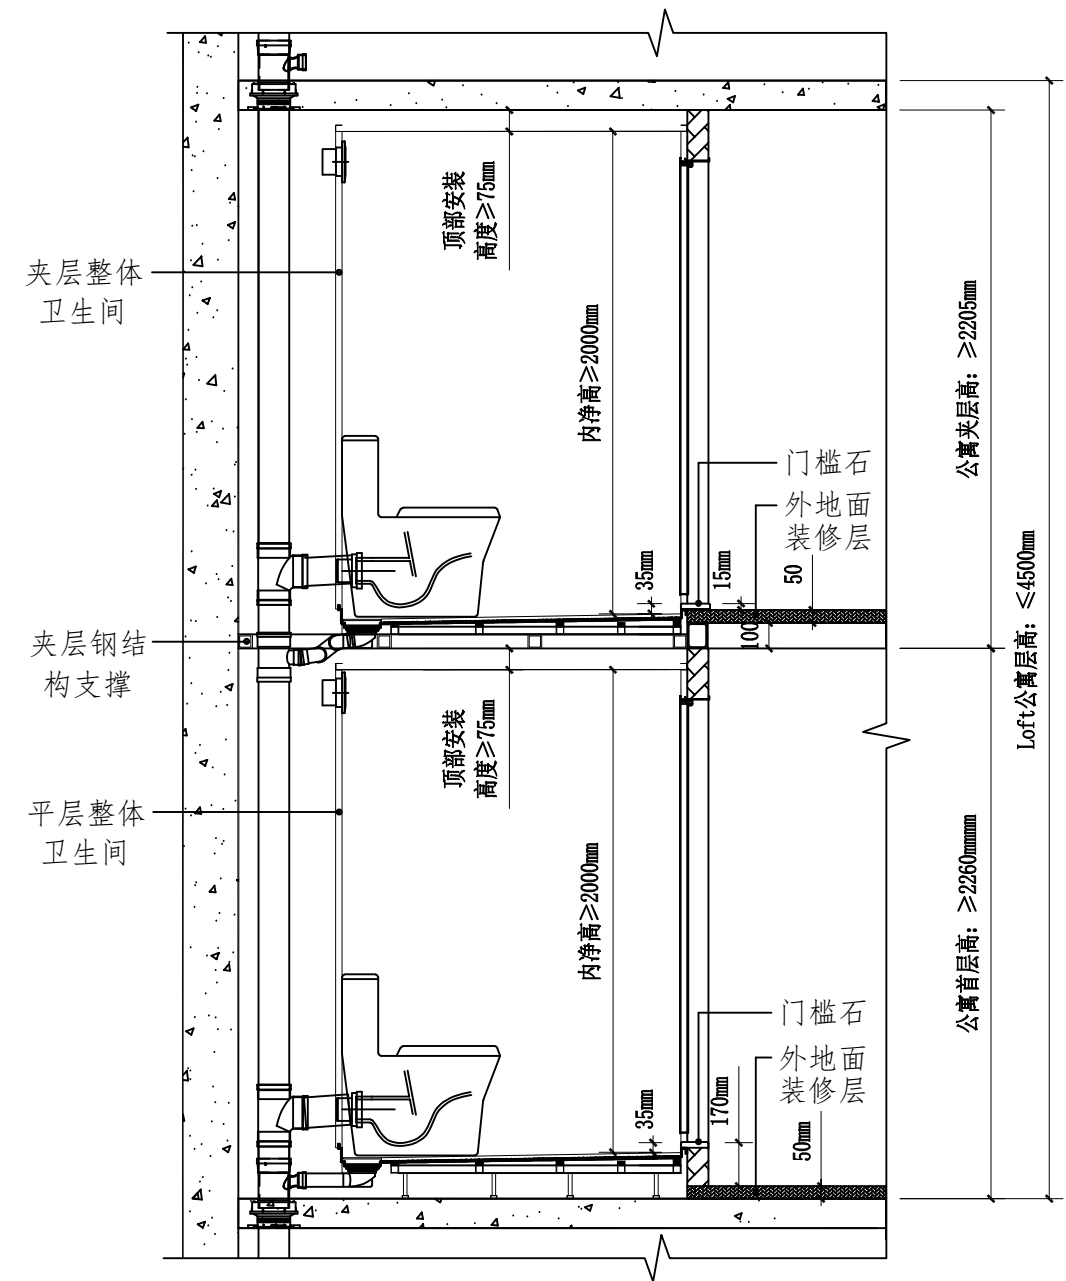 顶部安装
高度≥75mm
夹层整体
卫生间
内净高≥2000mm
公寓夹层高：≥2205mm
门槛石
外地面
装修层
35mm
15mm
50
100
Loft公寓层高：≤4500mm
夹层钢结
构支撑
顶部安装
高度≥75mm
平层整体
卫生间
内净高≥2000mm
公寓首层高：≥2260mmmm
门槛石
外地面
装修层
35mm
170mm
50mm